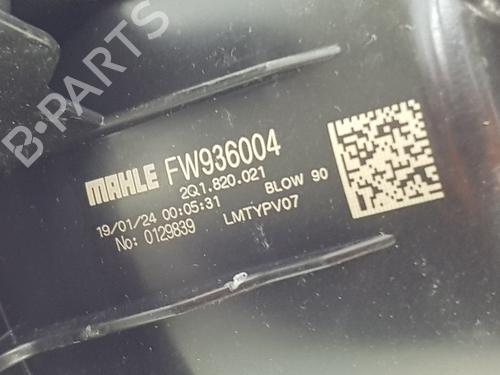 B-PARTS
MAHLE FW936004
2Q1.820.021
19/01/24 00:05:31 BLOW 90
No: 0129839 LMTYPV07